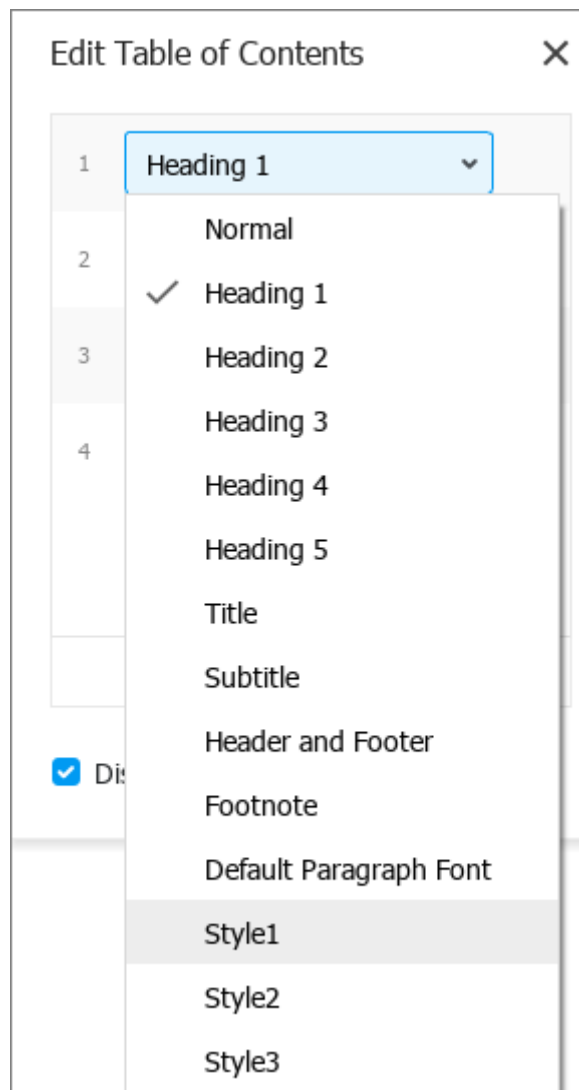 Edit Table of Contents
1 Heading 1
Normal
2
Heading 1
3 Heading 2
Heading 3
4
Heading 4
Heading 5
Title
Subtitle
Header and Footer
Footnote
Default Paragraph Font
Style1
Style2
Style3